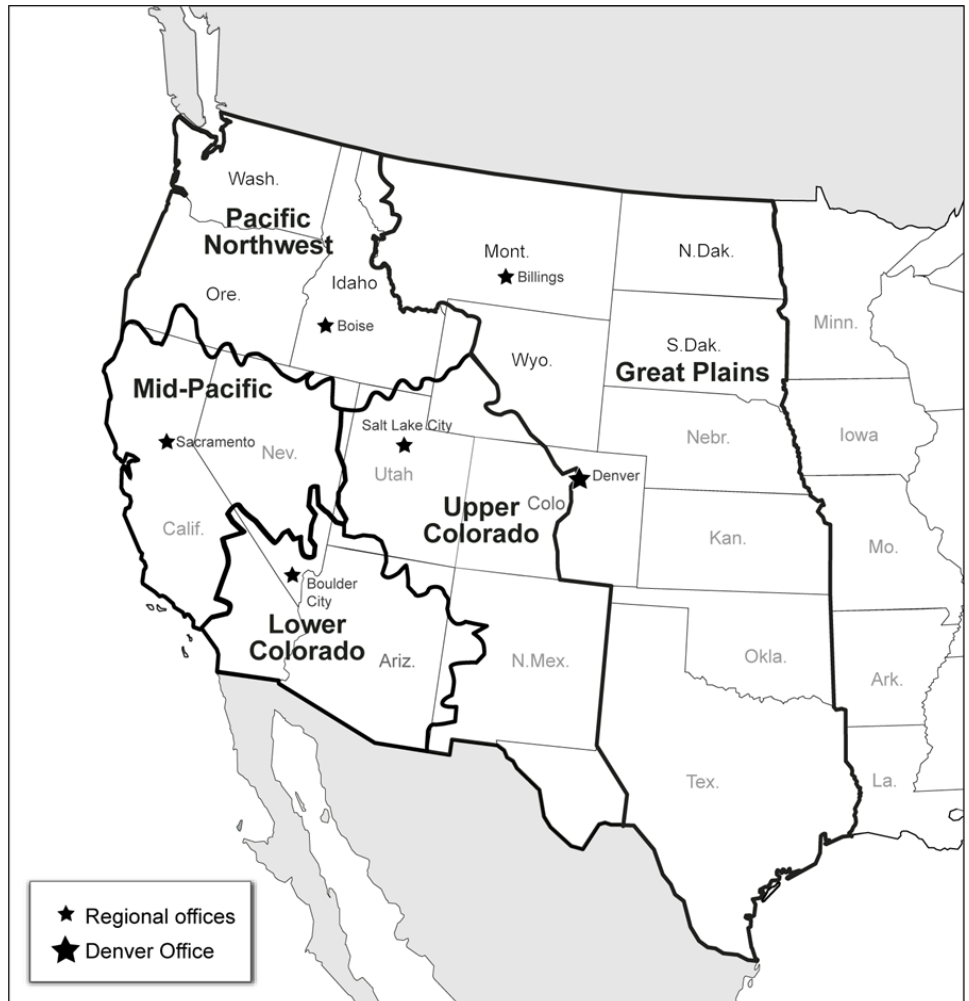 Wash.
Pacific
Northwest
Mont.
Billings
N.Dak.
Idaho
Ore.
Boise
Minn.
Wyo.
S.Dak.
Great Plains
Mid-Pacific
Salt Lake City
Sacramento
Nev.
Utah
Nebr.
Iowa
Denver
Colo.
Upper
Colorado
Calif.
Kan.
Mo.
Boulder
City
Lower
Colorado
Ariz.
N.Mex.
Okla.
Ark.
Tex.
La.
Regional offices
Denver Office